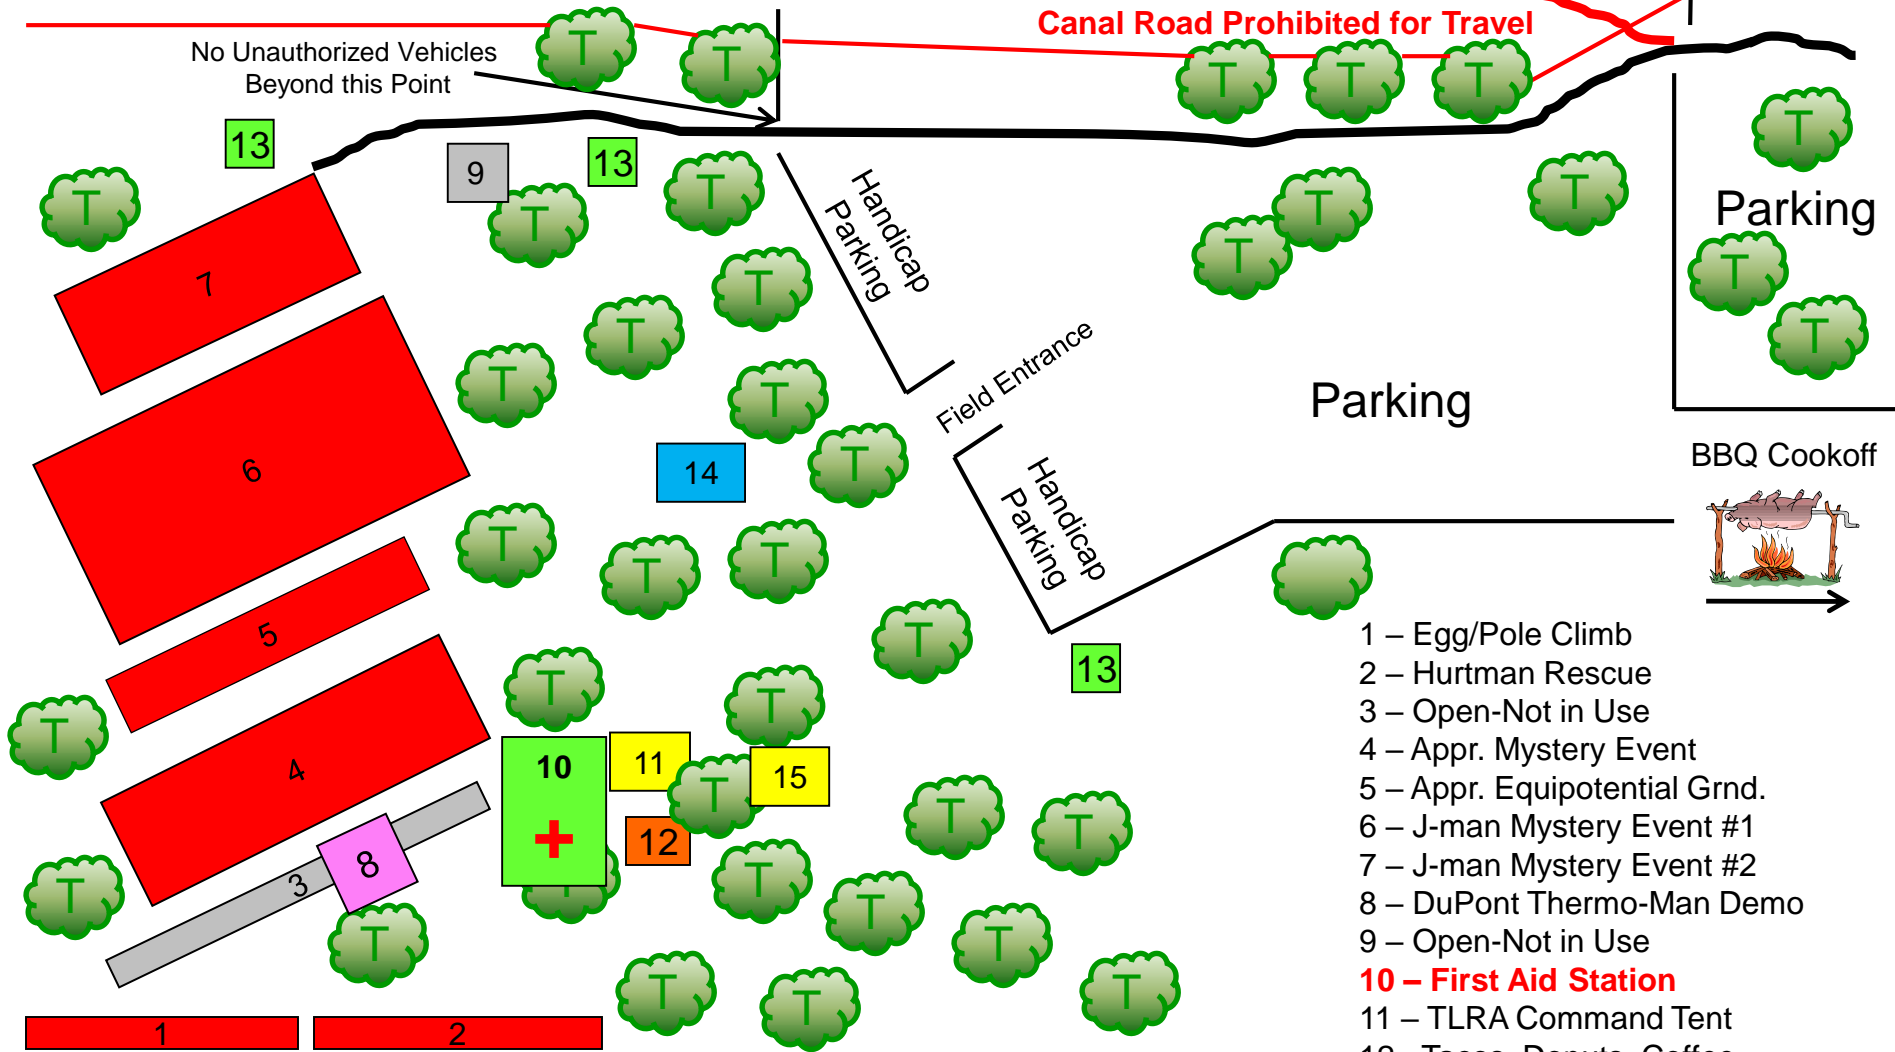 Canal Road Prohibited for Travel
No Unauthorized Vehicles
Beyond this Point
T
T
T
T
T
13
9
13
T
T
T
T
T
T
T
Parking
Handicap
Parking
7
T
T
T
T
T
Field Entrance
Parking
T
T
6
14
T
BBQ Cookoff
Handicap
Parking
T
T
T
5
T
13
T
T
T
4
10
11
15
T
12
T
T
8
3
T
T
T
T
T
T
T
T
T
1
2
1 – Egg/Pole Climb
2 – Hurtman Rescue
3 – Open-Not in Use
4 – Appr. Mystery Event
5 – Appr. Equipotential Grnd.
6 – J-man Mystery Event #1
7 – J-man Mystery Event #2
8 – DuPont Thermo-Man Demo
9 – Open-Not in Use
10 – First Aid Station
11 – TLRA Command Tent
12 – Tacos, Donuts, Coffee